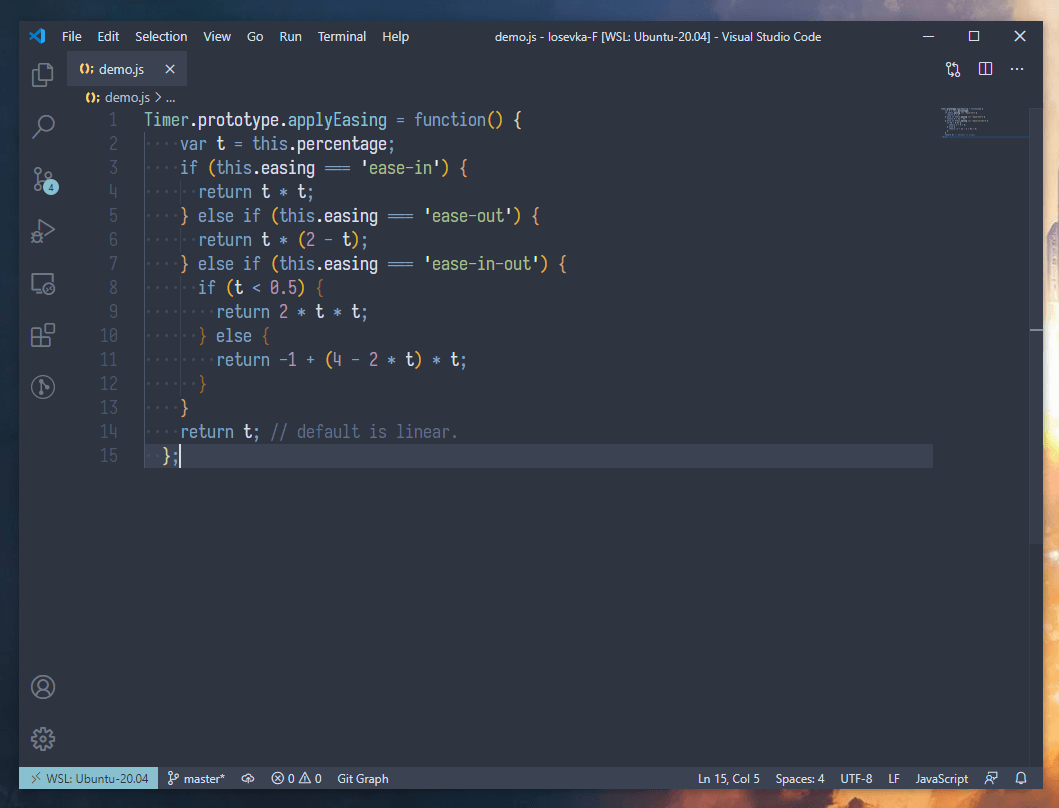 File Edit Selection View Go Run Terminal Help demo.js - Iosevka-F [WSL: Ubuntu-20.04] - Visual Studio Code
demo.js
demo.js > ...
1 Timer.prototype.applyEasing = function() {
2 ····var t = this.percentage;
3 ····if (this.easing === 'ease-in') {
4 ······return t * t;
5 ····} else if (this.easing === 'ease-out') {
6 ······return t * (2 - t);
7 ····} else if (this.easing === 'ease-in-out') {
8 ······if (t < 0.5) {
9 ········return 2 * t * t;
10 ······} else {
11 ········return -1 + (4 - 2 * t) * t;
12 ······}
13 ····}
14 ····return t; // default is linear.
15 ··};
4
WSL: Ubuntu-20.04 master* 0 0 Git Graph Ln 15, Col 5 Spaces: 4 UTF-8 LF JavaScript